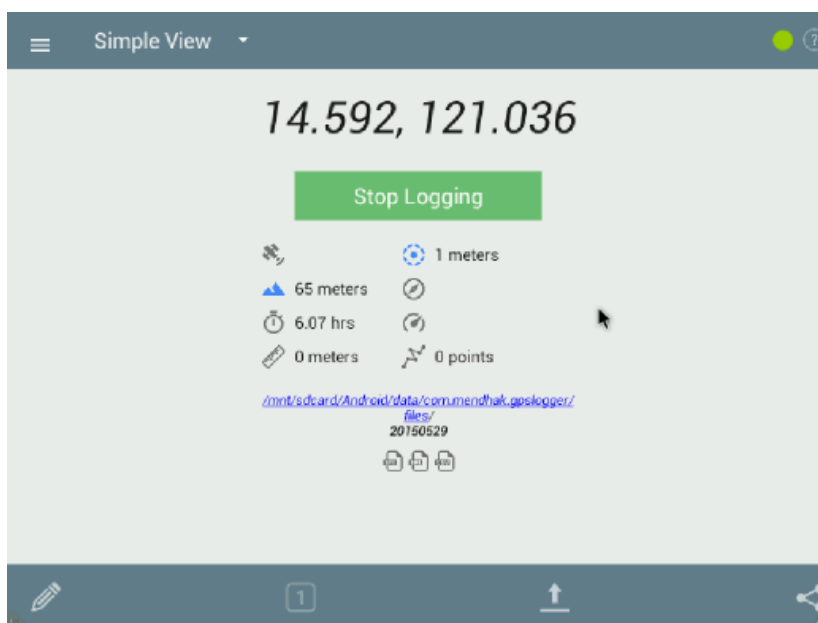 Simple View
14.592, 121.036
Stop Logging
1 meters
65 meters
6.07 hrs
0 meters
0 points
/mnt/sdcard/Android/data/com.mendhak.gpslogger/
files/
20150529
1